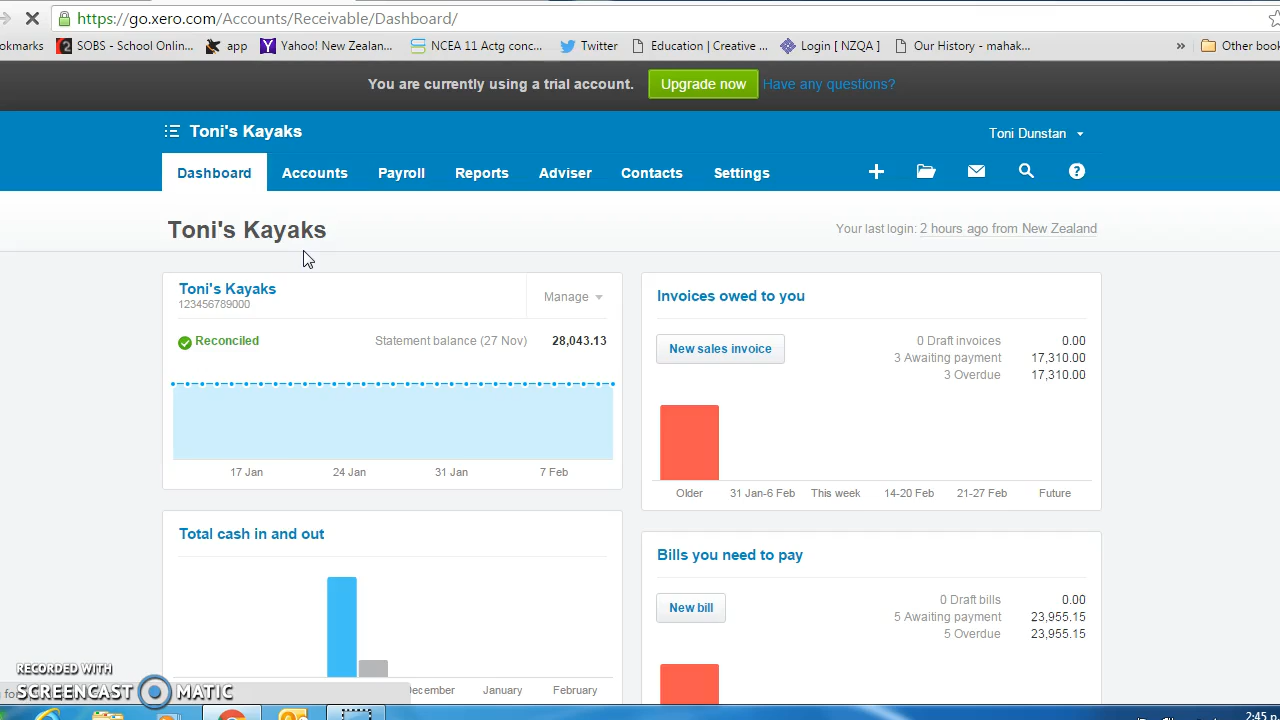 https://go.xero.com/Accounts/Receivable/Dashboard/
okmarks SOBS - School Onlin... app Yahoo! New Zealan... NCEA 11 Actg conc... Twitter Education | Creative ... Login [ NZQA ] Our History - mahak... » Other book
You are currently using a trial account. Upgrade now Have any questions?
Toni's Kayaks Toni Dunstan
Dashboard Accounts Payroll Reports Adviser Contacts Settings
Toni's Kayaks Your last login: 2 hours ago from New Zealand
Toni's Kayaks
123456789000
Manage
Reconciled Statement balance (27 Nov) 28,043.13
17 Jan 24 Jan 31 Jan 7 Feb
Invoices owed to you
New sales invoice
0 Draft invoices 0.00
3 Awaiting payment 17,310.00
3 Overdue 17,310.00
Older 31 Jan-6 Feb This week 14-20 Feb 21-27 Feb Future
Total cash in and out
December January February
Bills you need to pay
New bill
0 Draft bills 0.00
5 Awaiting payment 23,955.15
5 Overdue 23,955.15
RECORDED WITH
SCREENCAST MATIC
2:45 p